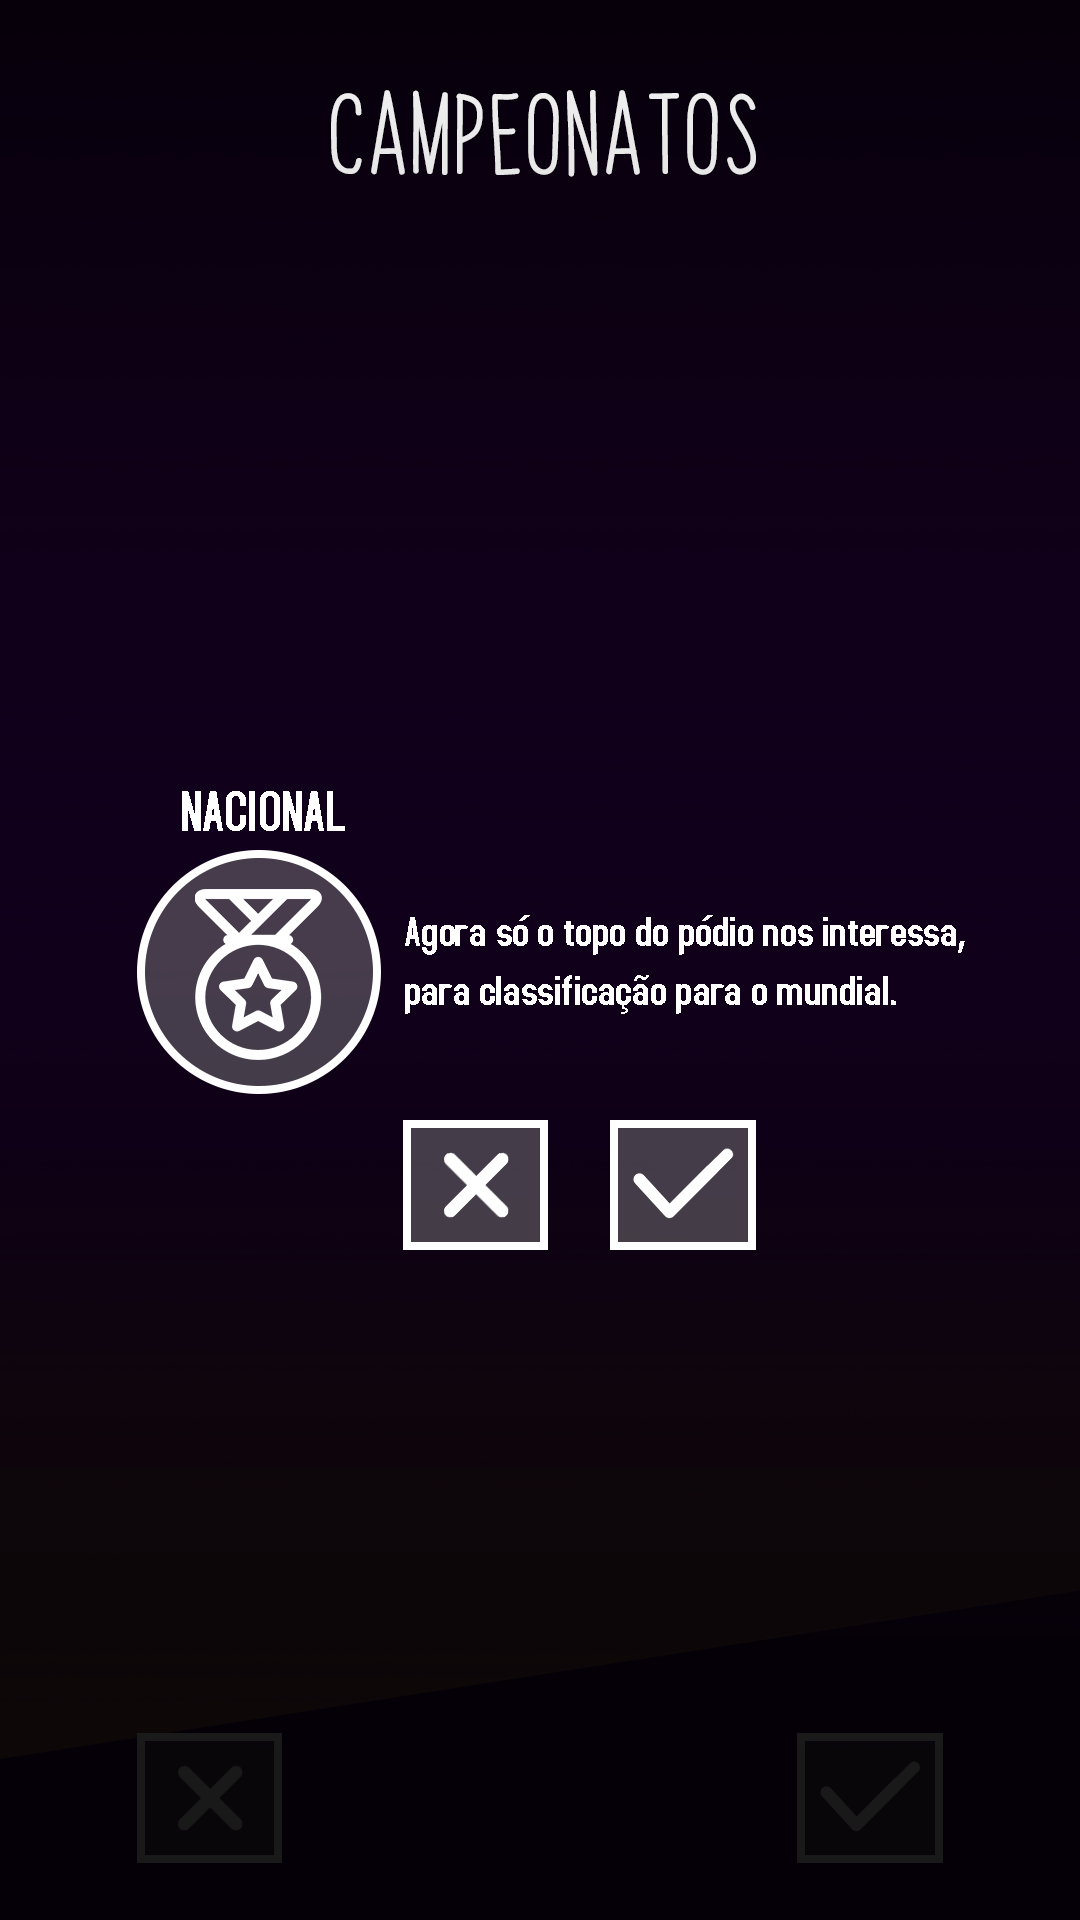 CAMPEONATOS
NACIONAL
Agora só o topo do pódio nos interessa,
para classificação para o mundial.